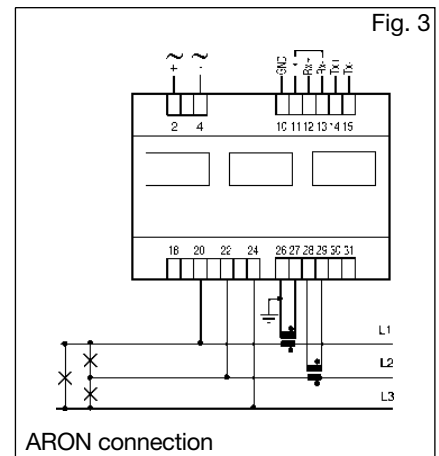 Fig. 3
~ ~
+ -
GND * Rx+ Rx- Tx+ Tx-
2 4 10 11 12 13 14 15
18 20 22 24 26 27 28 29 30 31
L1
L2
L3
ARON connection